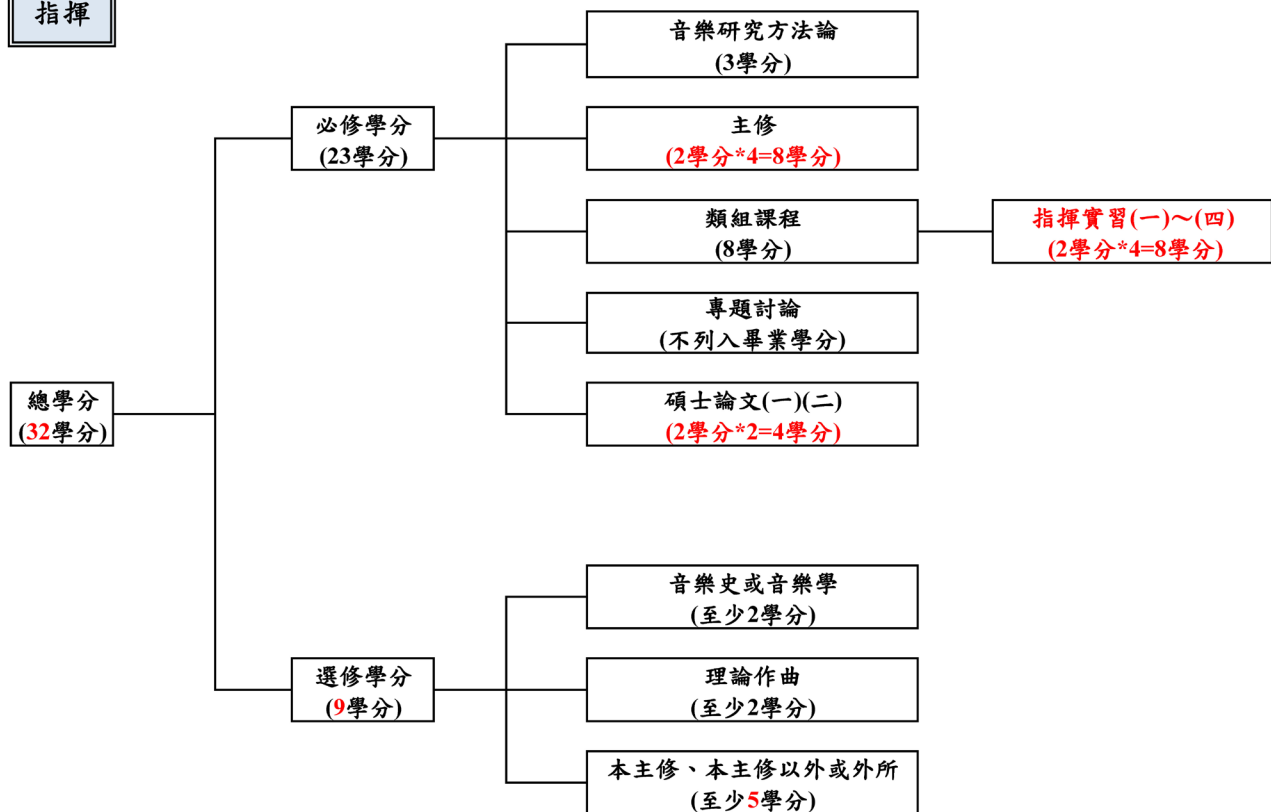 指揮
音樂研究方法論
(3學分)
必修學分
(23學分)
主修
(2學分*4=8學分)
類組課程
(8學分)
指揮實習(一)～(四)
(2學分*4=8學分)
專題討論
(不列入畢業學分)
總學分
(32學分)
碩士論文(一)(二)
(2學分*2=4學分)
音樂史或音樂學
(至少2學分)
選修學分
(9學分)
理論作曲
(至少2學分)
本主修、本主修以外或外所
(至少5學分)